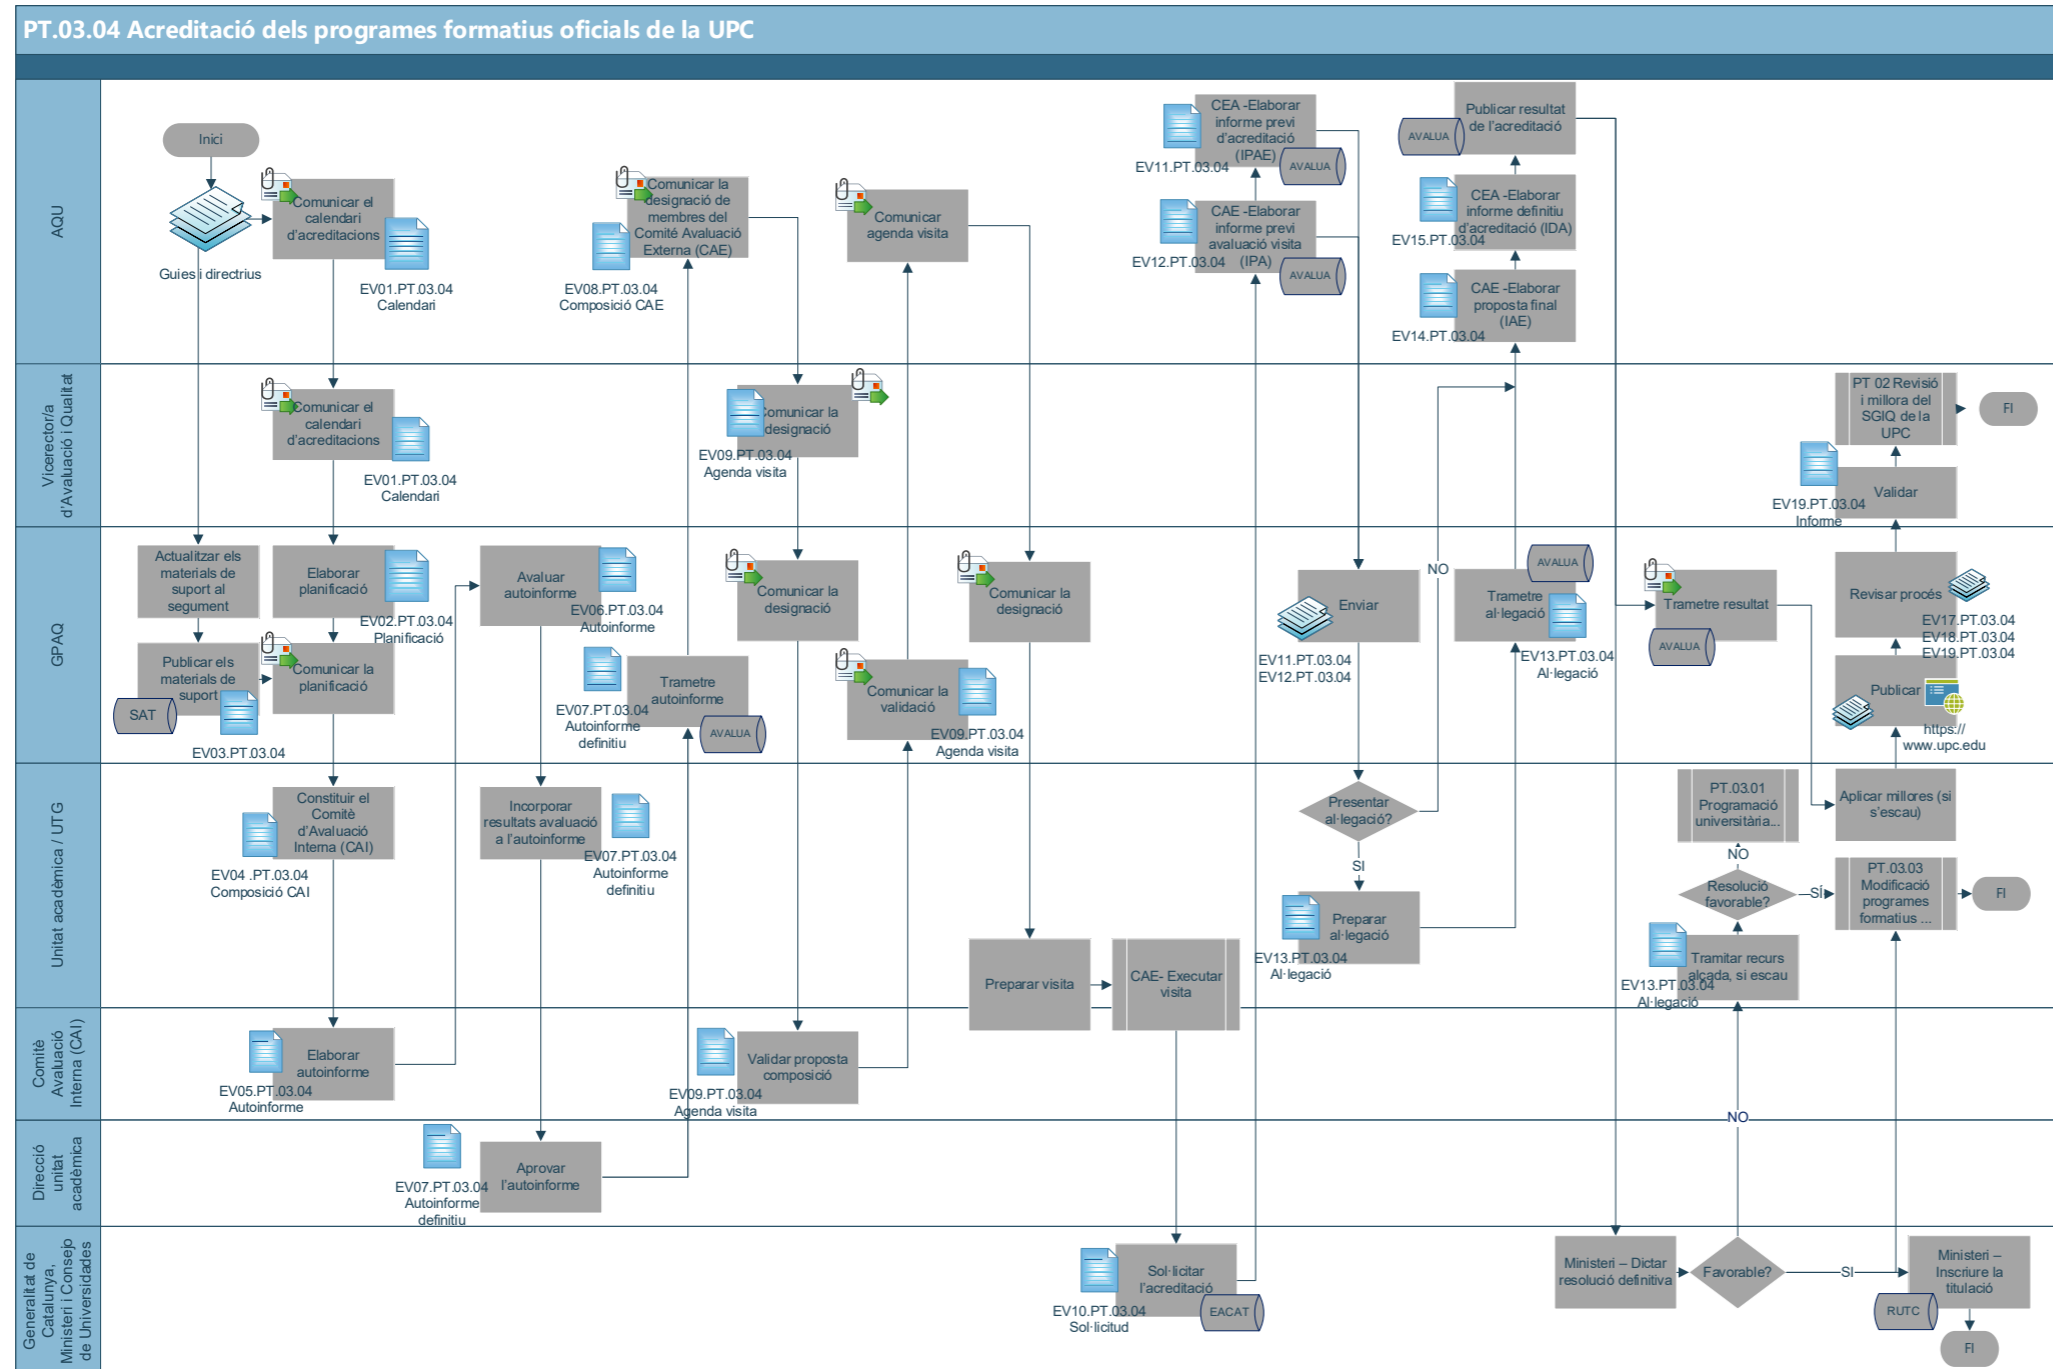 PT.03.04 Acreditació dels programes formatius oficials de la UPC
AQU
Inici
Guies i directrius
Comunicar el
calendari
d'acreditacions
EV01.PT.03.04
Calendari
Comunicar la
designació de
membres del
Comité Avaluació
Externa (CAE)
EV08.PT.03.04
Composició CAE
Comunicar
agenda visita
CEA -Elaborar
informe previ
d'acreditació
(IPAE)
AVALUA
EV11.PT.03.04
CAE -Elaborar
informe previ
avaluació visita
(IPA)
AVALUA
EV12.PT.03.04
Publicar resultat
de l'acreditació
AVALUA
CEA -Elaborar
informe definitiu
d'acreditació (IDA)
EV15.PT.03.04
CAE -Elaborar
proposta final
(IAE)
EV14.PT.03.04
Vicerector/a
d'Avaluació i Qualitat
Comunicar el
calendari
d'acreditacions
EV01.PT.03.04
Calendari
Comunicar la
designació
EV09.PT.03.04
Agenda visita
PT 02 Revisió
i millora del
SGIQ de la
UPC
FI
Validar
EV19.PT.03.04
Informe
GPAQ
Actualitzar els
materials de
suport al
segument
Publicar els
materials de
suport
SAT
EV03.PT.03.04
Elaborar
planificació
EV02.PT.03.04
Planificació
Comunicar la
planificació
Avaluar
autoinforme
EV06.PT.03.04
Autoinforme
Trametre
autoinforme
AVALUA
EV07.PT.03.04
Autoinforme
definitiu
Comunicar la
designació
Comunicar la
validació
EV09.PT.03.04
Agenda visita
Comunicar la
designació
Enviar
EV11.PT.03.04
EV12.PT.03.04
NO
AVALUA
Trametre
al·legació
EV13.PT.03.04
Al·legació
Trametre resultat
AVALUA
Revisar procés
EV17.PT.03.04
EV18.PT.03.04
EV19.PT.03.04
Publicar
https://
www.upc.edu
Unitat acadèmica / UTG
Constituir el
Comitè
d'Avaluació
Interna (CAI)
EV04 .PT.03.04
Composició CAI
Incorporar
resultats avaluació
a l'autoinforme
EV07.PT.03.04
Autoinforme
definitiu
Preparar visita
CAE- Executar
visita
Presentar
al·legació?
SI
Preparar
al·legació
EV13.PT.03.04
Al·legació
PT.03.01
Programació
universitària...
NO
Resolució
favorable?
SÍ
Tramitar recurs
alçada, si escau
EV13.PT.03.04
Al·legació
Aplicar millores (si
s'escau)
PT.03.03
Modificació
programes
formatius ...
FI
Comitè
Avaluació
Interna (CAI)
Elaborar
autoinforme
EV05.PT.03.04
Autoinforme
Validar proposta
composició
EV09.PT.03.04
Agenda visita
NO
Direcció
unitat
acadèmica
EV07.PT.03.04
Autoinforme
definitiu
Aprovar
l'autoinforme
Generalitat de
Catalunya,
Ministeri i Consejo
de Universidades
Sol·licitar
l'acreditació
EACAT
EV10.PT.03.04
Sol·licitud
Ministeri – Dictar
resolució definitiva
Favorable?
SI
Ministeri –
Inscriure la
titulació
RUTC
FI